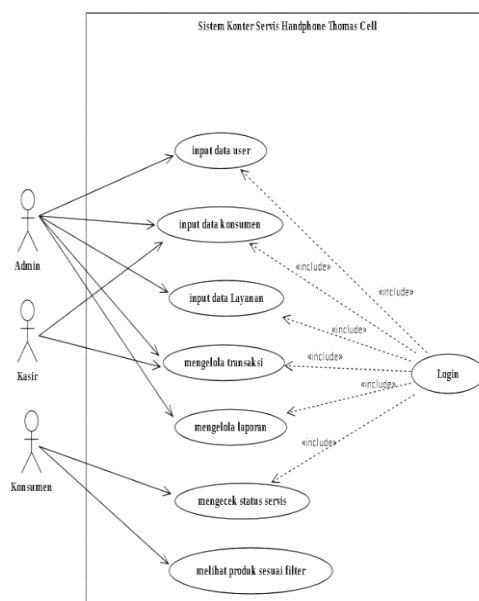 Sistem Konter Servis Handphone Thomas Cell
input data user
Admin
input data konsumen
«include»
«include»
input data Layanan
«include»
Kasir
mengelola transaksi
«include»
Login
«include»
mengelola laporan
«include»
Konsumen
mengecek status servis
melihat produk sesuai filter